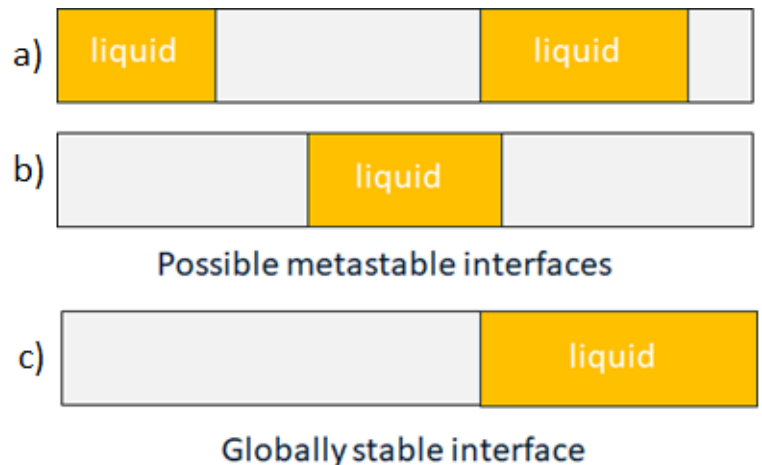 a) liquid liquid
b) liquid
Possible metastable interfaces
c) liquid
Globally stable interface